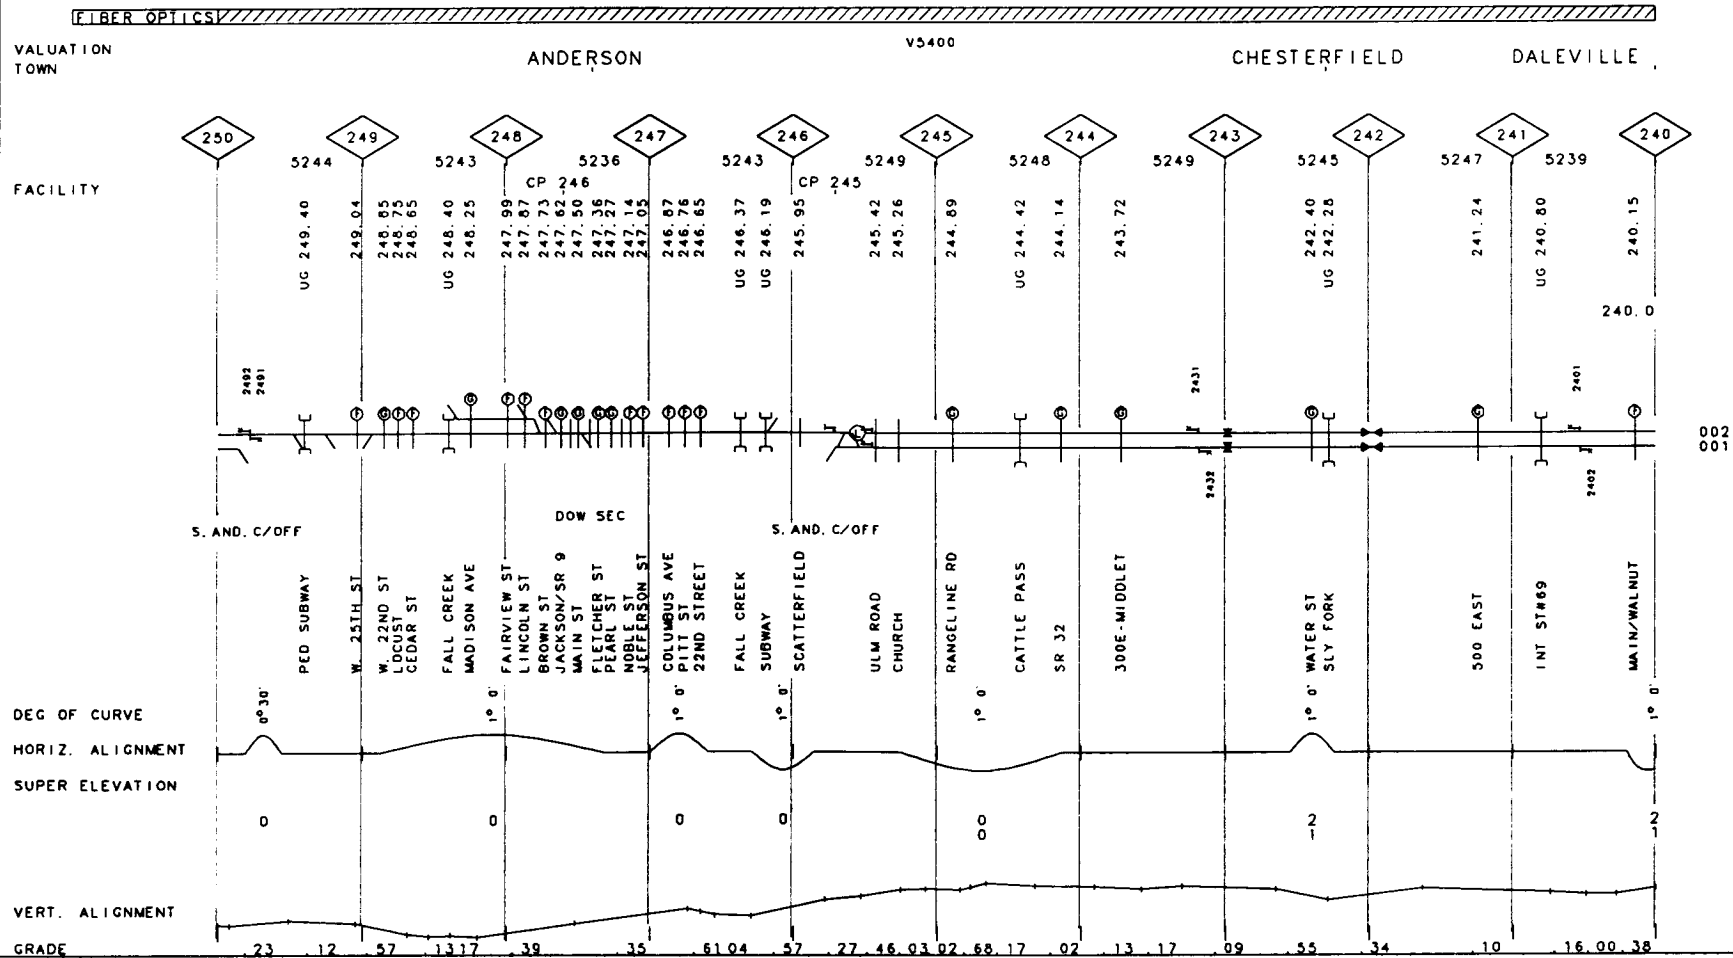 FIBER OPTICS
VALUATION
V5400
TOWN
ANDERSON
CHESTERFIELD
DALEVILLE
250
249
248
247
246
245
244
243
242
241
240
5244
5243
5236
5243
5249
5248
5249
5245
5247
5239
FACILITY
CP 246
CP 245
UG 249.40
249.04
248.85
248.75
248.65
UG 248.40
248.25
247.99
247.87
247.73
247.62
247.50
247.36
247.27
247.14
247.05
246.87
246.76
246.65
UG 246.37
UG 246.19
245.95
245.42
245.26
244.89
UG 244.42
244.14
243.72
242.40
UG 242.28
241.24
UG 240.80
240.15
240.0
2492
2491
2431
2401
F
G
F
F
G
F
F
F
G
G
G
G
F
F
F
F
F
L
G
G
G
G
G
F
002
001
2432
2402
DOW SEC
S. AND. C/OFF
S. AND. C/OFF
PED SUBWAY
W. 25TH ST
W. 22ND ST
LOCUST
CEDAR ST
FALL CREEK
MADISON AVE
FAIRVIEW ST
LINCOLN ST
BROWN ST
JACKSON/SR 9
MAIN ST
FLETCHER ST
PEARL ST
NOBLE ST
JEFFERSON ST
COLUMBUS AVE
PITT ST
22ND STREET
FALL CREEK
SUBWAY
SCATTERFIELD
ULM ROAD
CHURCH
RANGELINE RD
CATTLE PASS
SR 32
300E-MIDDLET
WATER ST
SLY FORK
500 EAST
INT ST#69
MAIN/WALNUT
DEG OF CURVE
0° 30'
1° 0'
1° 0'
1° 0'
1° 0'
1° 0'
1° 0'
HORIZ. ALIGNMENT
SUPER ELEVATION
0
0
0
0
0
0
2
1
2
1
VERT. ALIGNMENT
GRADE
.23 .12 .57 .13 .17 .39 .35 .61 .04 .57 .27 .46 .03 .02 .68 .17 .02 .13 .17 .09 .55 .34 .10 .16 .00 .38